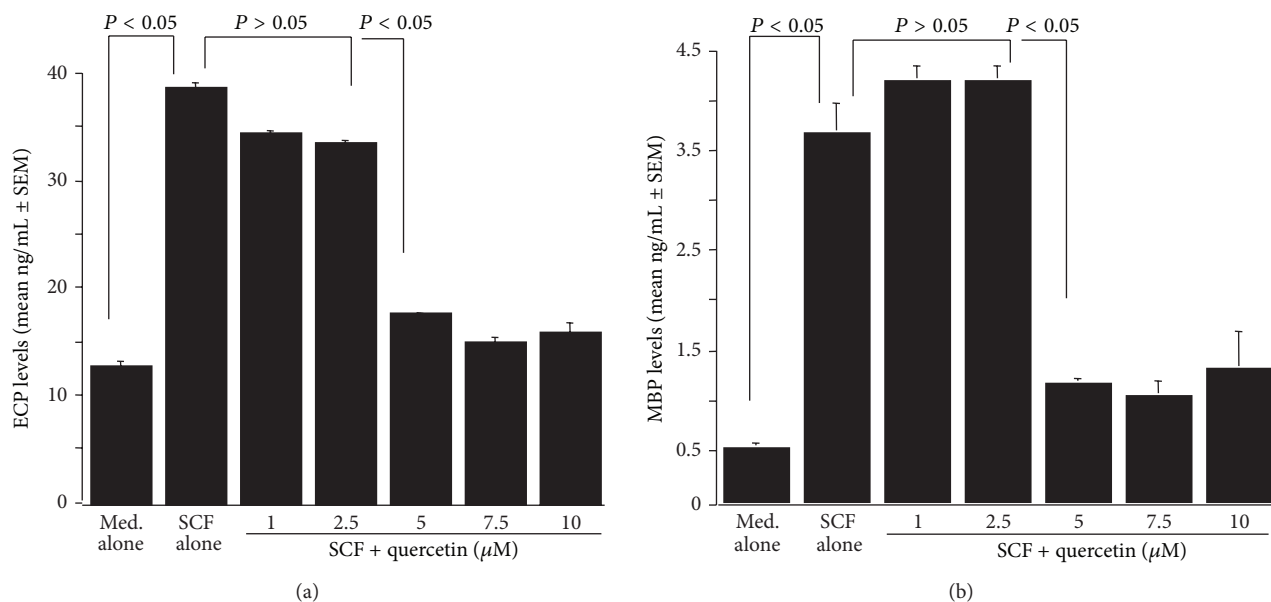 P < 0.05
P > 0.05
P < 0.05
40
30
20
10
0
ECP levels (mean ng/mL ± SEM)
Med. alone
SCF alone
1
2.5
5
7.5
10
SCF + quercetin (μM)
(a)
P < 0.05
P > 0.05
P < 0.05
4.5
3.5
2.5
1.5
0.5
0
MBP levels (mean ng/mL ± SEM)
Med. alone
SCF alone
1
2.5
5
7.5
10
SCF + quercetin (μM)
(b)